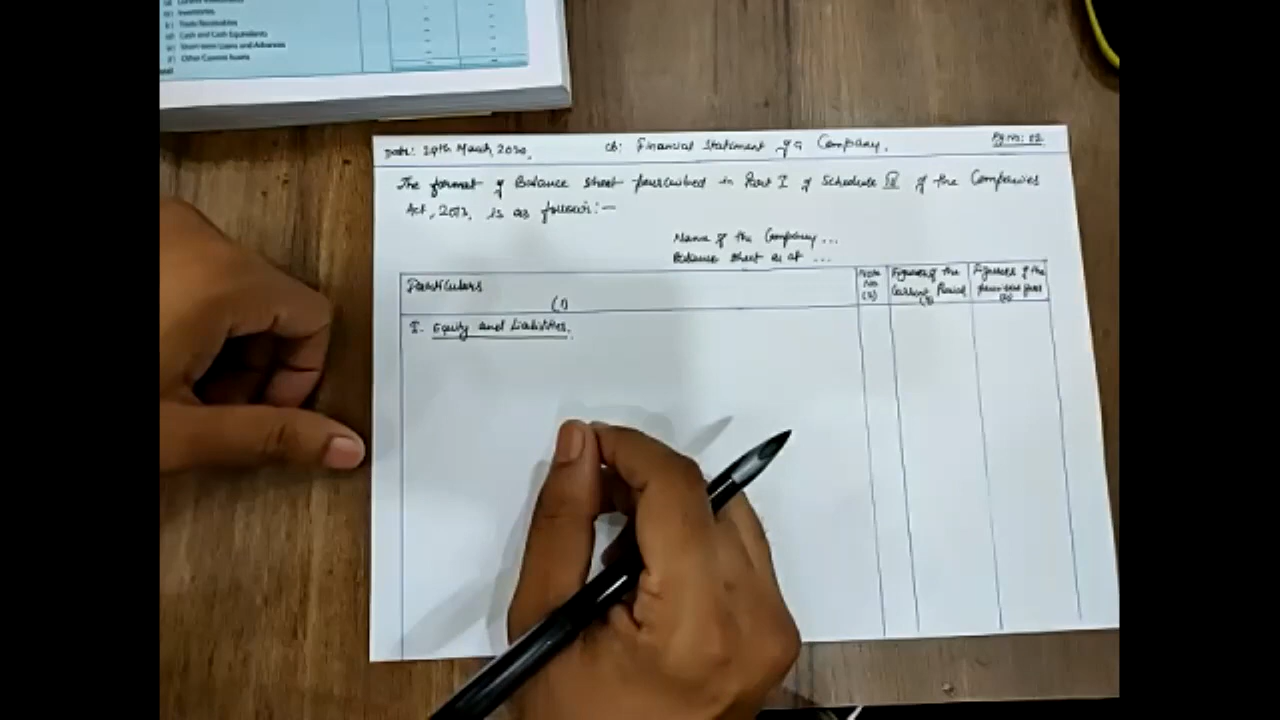 Inventories
Trade Receivables
Cash and Cash Equivalents
Short-term Loans and Advances
Other Current Assets
Date: 29th March, 2020. Ch: Financial Statement of a Company. Pg No: 02
The format of Balance Sheet prescribed in Part I of Schedule III of the Companies
Act, 2013, is as follows:-
Name of the Company ...
Balance Sheet as at ...
Particulars (1) Note No (2) Figures of the Current Period (3) Figures of the previous year
I. Equity and Liabilities.